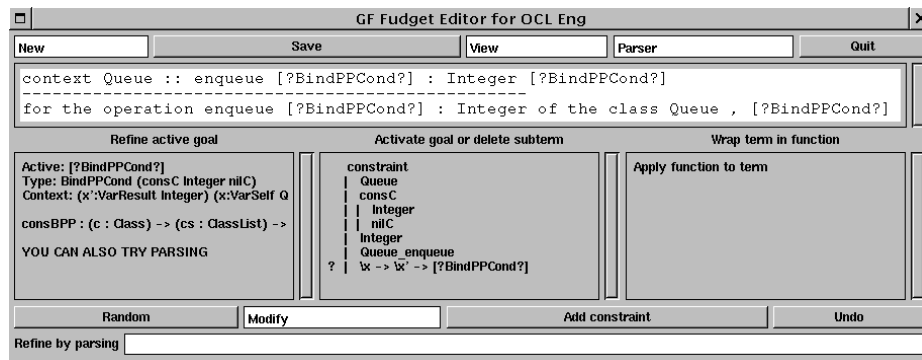 GF Fudget Editor for OCL Eng
New Save View Parser Quit
context Queue :: enqueue [?BindPPCond?] : Integer [?BindPPCond?]
----------------------------------------------------
for the operation enqueue [?BindPPCond?] : Integer of the class Queue , [?BindPPCond?]
Refine active goal Activate goal or delete subterm Wrap term in function
Active: [?BindPPCond?]
Type: BindPPCond (consC Integer nilC)
Context: (x':VarResult Integer) (x:VarSelf Q
consBPP : (c : Class) -> (cs : ClassList) ->
YOU CAN ALSO TRY PARSING
constraint
| Queue
| consC
| | Integer
| | nilC
| Integer
| Queue_enqueue
? | \x -> \x' -> [?BindPPCond?]
Apply function to term
Random Modify Add constraint Undo
Refine by parsing